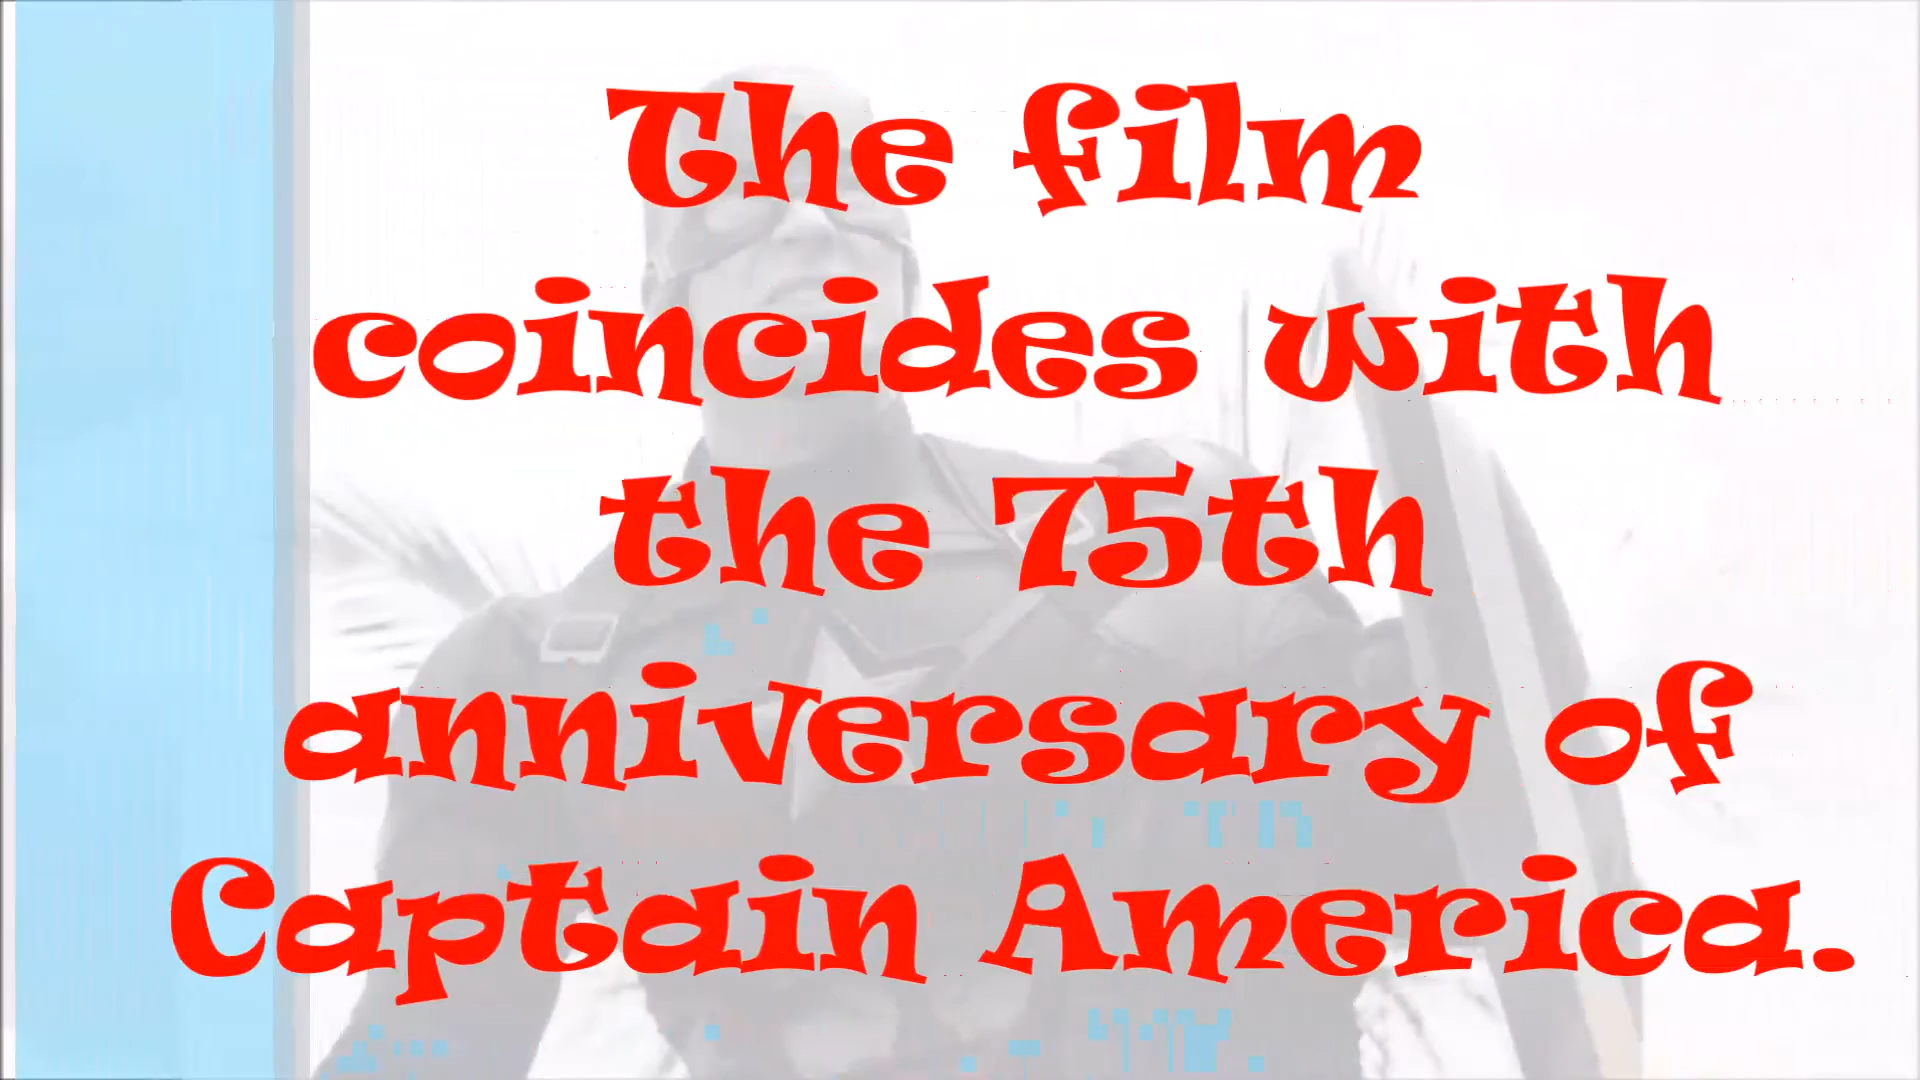 The film
coincides with
the 75th
anniversary of
Captain America.